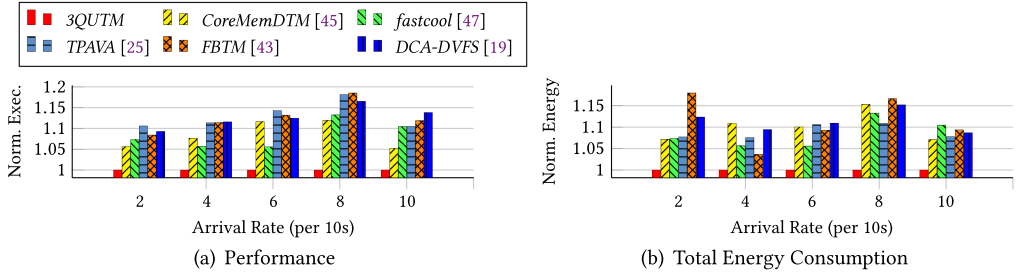 3QUTM CoreMemDTM [45] fastcool [47]
TPAVA [25] FBTM [43] DCA-DVFS [19]
Norm. Exec.
1.2
1.15
1.1
1.05
1
2 4 6 8 10
Arrival Rate (per 10s)
(a) Performance
Norm. Energy
1.15
1.1
1.05
1
2 4 6 8 10
Arrival Rate (per 10s)
(b) Total Energy Consumption